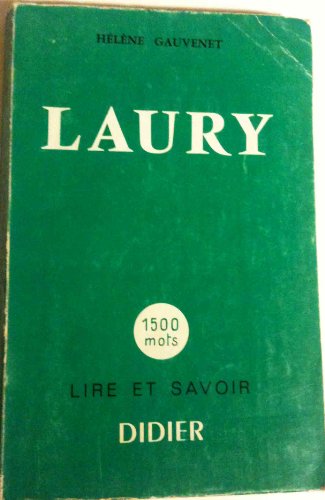 HÉLÈNE GAUVENET
LAURY
1500
mots
LIRE ET SAVOIR
DIDIER